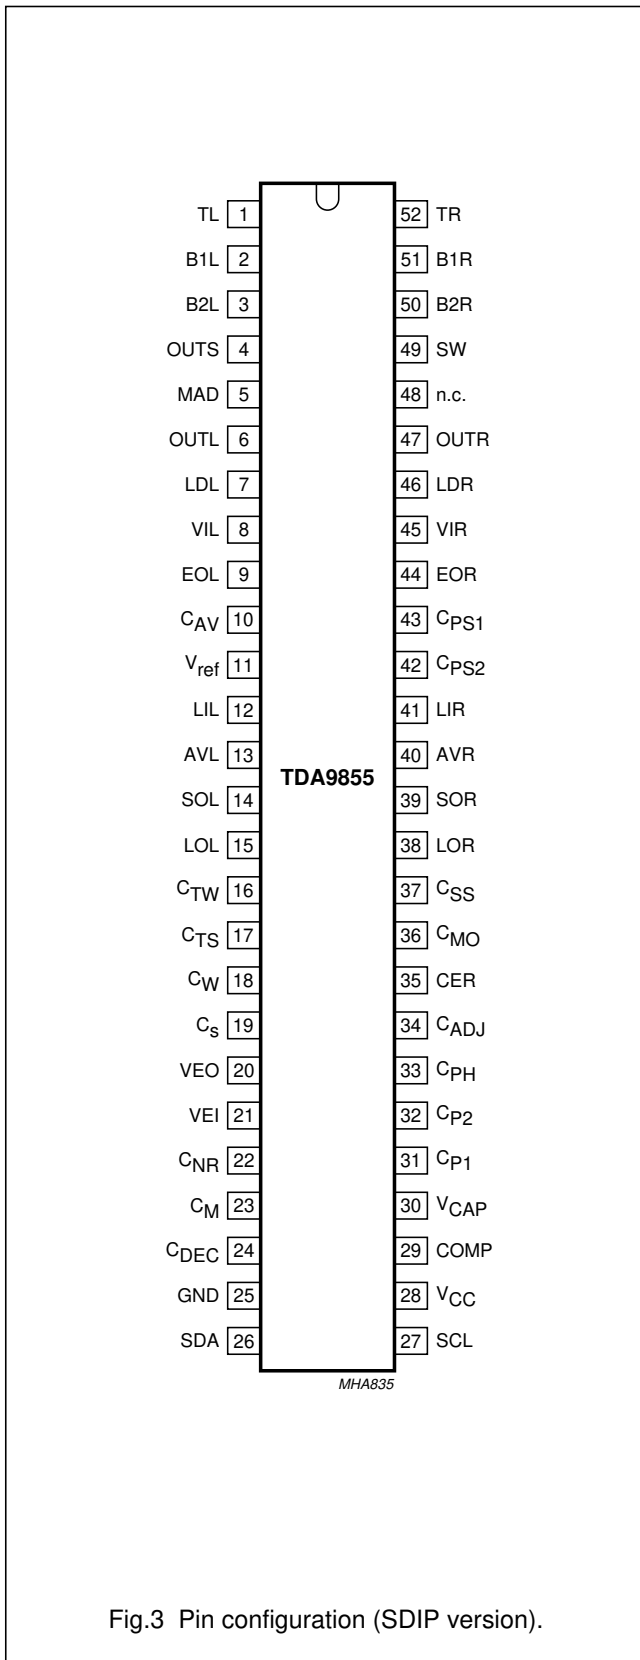 TL 1 52 TR
B1L 2 51 B1R
B2L 3 50 B2R
OUTS 4 49 SW
MAD 5 48 n.c.
OUTL 6 47 OUTR
LDL 7 46 LDR
VIL 8 45 VIR
EOL 9 44 EOR
CAV 10 43 CPS1
Vref 11 42 CPS2
LIL 12 41 LIR
AVL 13 40 AVR
TDA9855
SOL 14 39 SOR
LOL 15 38 LOR
CTW 16 37 CSS
CTS 17 36 CMO
CW 18 35 CER
Cs 19 34 CADJ
VEO 20 33 CPH
VEI 21 32 CP2
CNR 22 31 CP1
CM 23 30 VCAP
CDEC 24 29 COMP
GND 25 28 VCC
SDA 26 27 SCL
MHA835
Fig.3 Pin configuration (SDIP version).